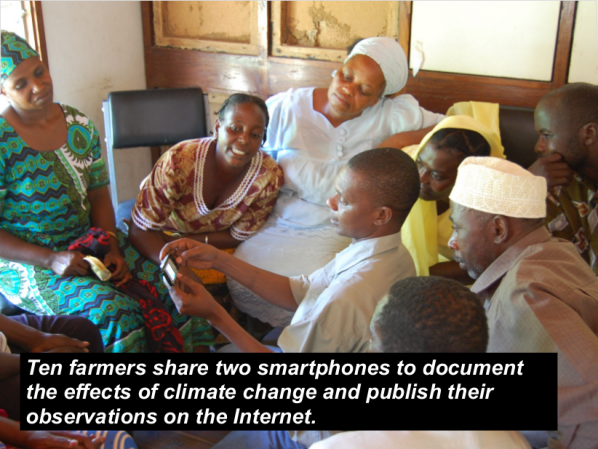 Ten farmers share two smartphones to document
the effects of climate change and publish their
observations on the Internet.